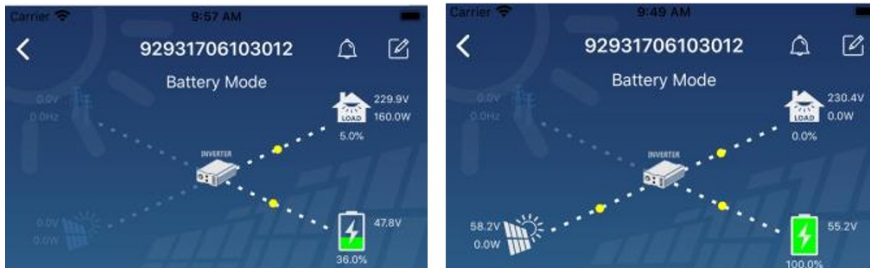 Carrier 9:57 AM
92931706103012
Battery Mode
0.0V
0.0Hz
229.9V
160.0W
LOAD
5.0%
INVERTER
0.0V
0.0W
47.8V
36.0%
Carrier 9:49 AM
92931706103012
Battery Mode
0.0V
0.0Hz
230.4V
0.0W
LOAD
0.0%
INVERTER
58.2V
0.0W
55.2V
100.0%